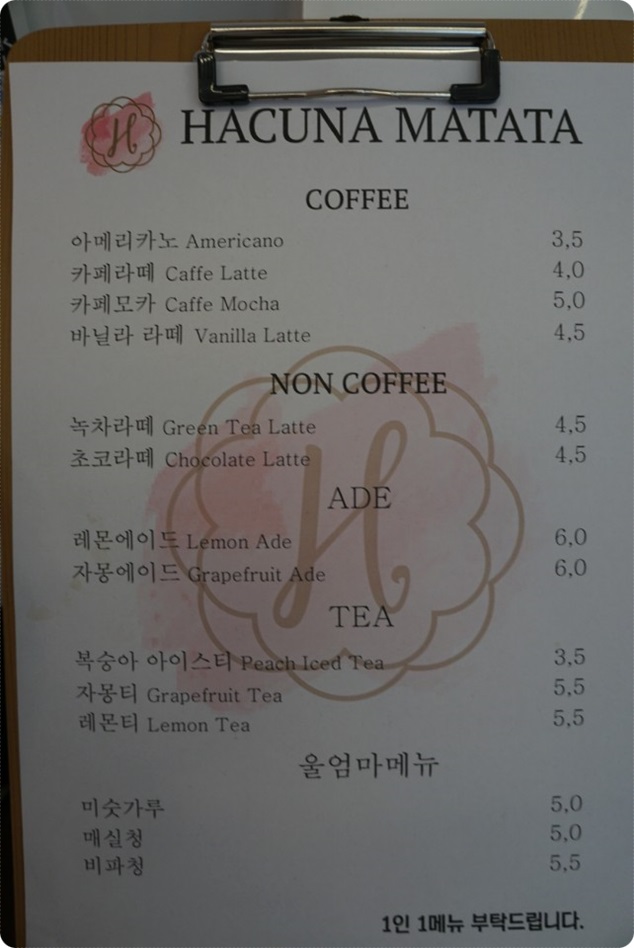 H HACUNA MATATA
COFFEE
아메리카노 Americano 3,5
카페라떼 Caffe Latte 4,0
카페모카 Caffe Mocha 5,0
바닐라 라떼 Vanilla Latte 4,5
NON COFFEE
녹차라떼 Green Tea Latte 4,5
초코라떼 Chocolate Latte 4,5
ADE
레몬에이드 Lemon Ade 6,0
자몽에이드 Grapefruit Ade 6,0
H
TEA
복숭아 아이스티 Peach Iced Tea 3,5
자몽티 Grapefruit Tea 5,5
레몬티 Lemon Tea 5,5
울엄마메뉴
미숫가루 5,0
매실청 5,0
비파청 5,5
1인 1메뉴 부탁드립니다.